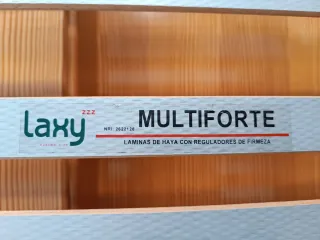 Laxy zzz
MULTIFORTE
LAMINAS DE HAYA CON REGULADORES DE FIRMEZA